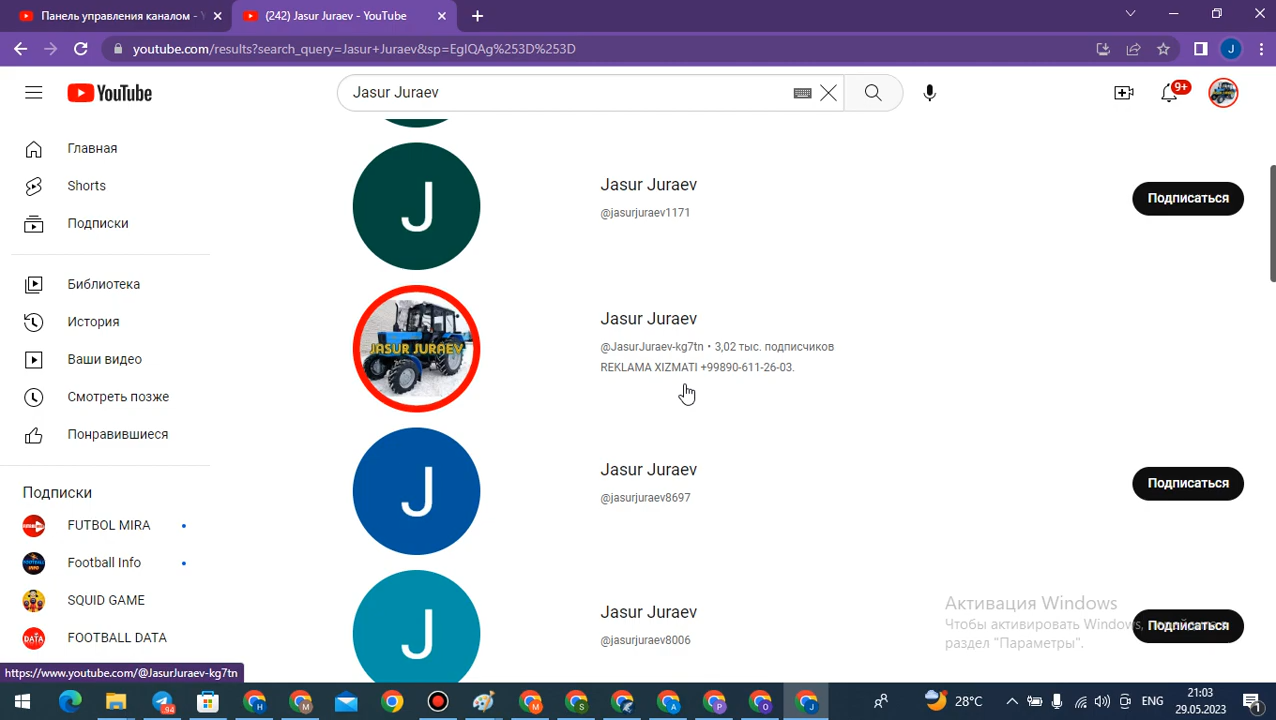 Панель управления каналом -
(242) Jasur Juraev - YouTube
youtube.com/results?search_query=Jasur+Juraev&sp=EgIQAg%253D%253D
J
YouTube
Jasur Juraev
9+
Главная
Shorts
Подписки
Библиотека
История
Ваши видео
Смотреть позже
Понравившиеся
Подписки
FUTBOL MIRA
Football Info
SQUID GAME
FOOTBALL DATA
J
Jasur Juraev
@jasurjuraev1171
Подписаться
JASUR JURAEV
Jasur Juraev
@JasurJuraev-kg7tn • 3,02 тыс. подписчиков
REKLAMA XIZMATI +99890-611-26-03.
J
Jasur Juraev
@jasurjuraev8697
Подписаться
J
Jasur Juraev
@jasurjuraev8006
Подписаться
Активация Windows
Чтобы активировать Windows,
раздел "Параметры".
https://www.youtube.com/@JasurJuraev-kg7tn
94
H
M
M
S
A
P
O
J
28°C
ENG
21:03
29.05.2023
1